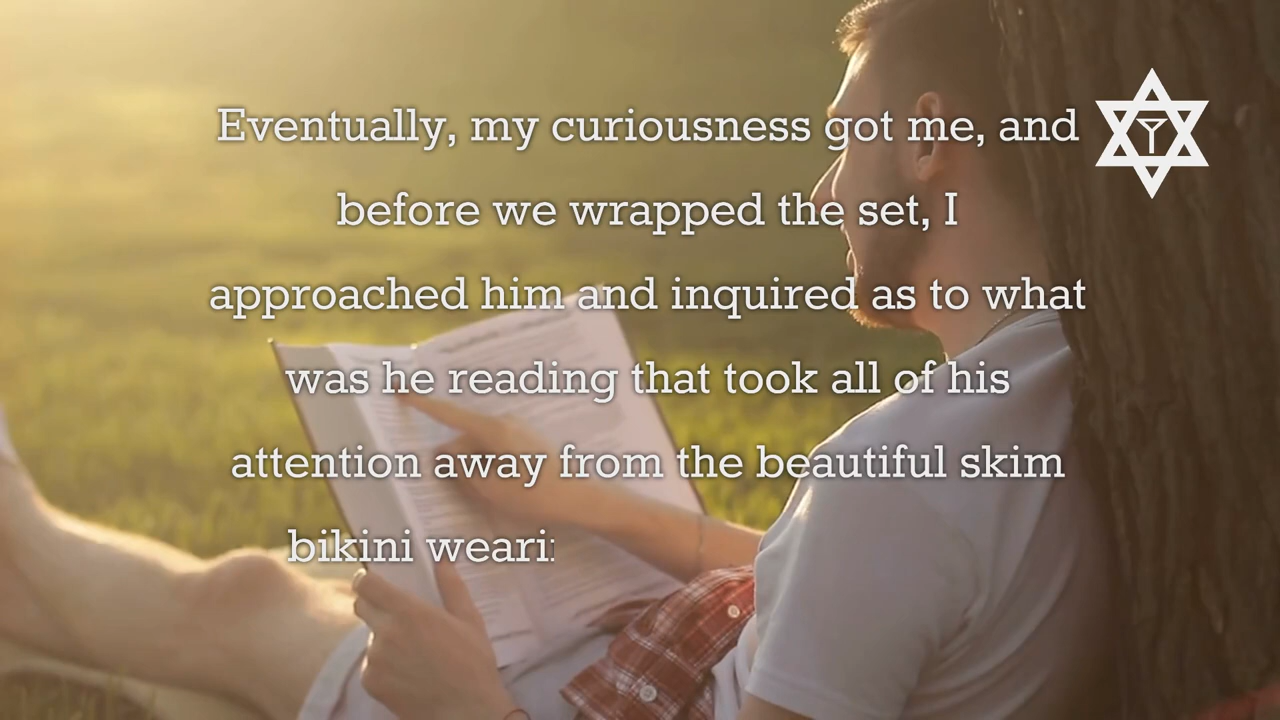 Eventually, my curiousness got me, and
before we wrapped the set, I
approached him and inquired as to what
was he reading that took all of his
attention away from the beautiful skim
bikini weari